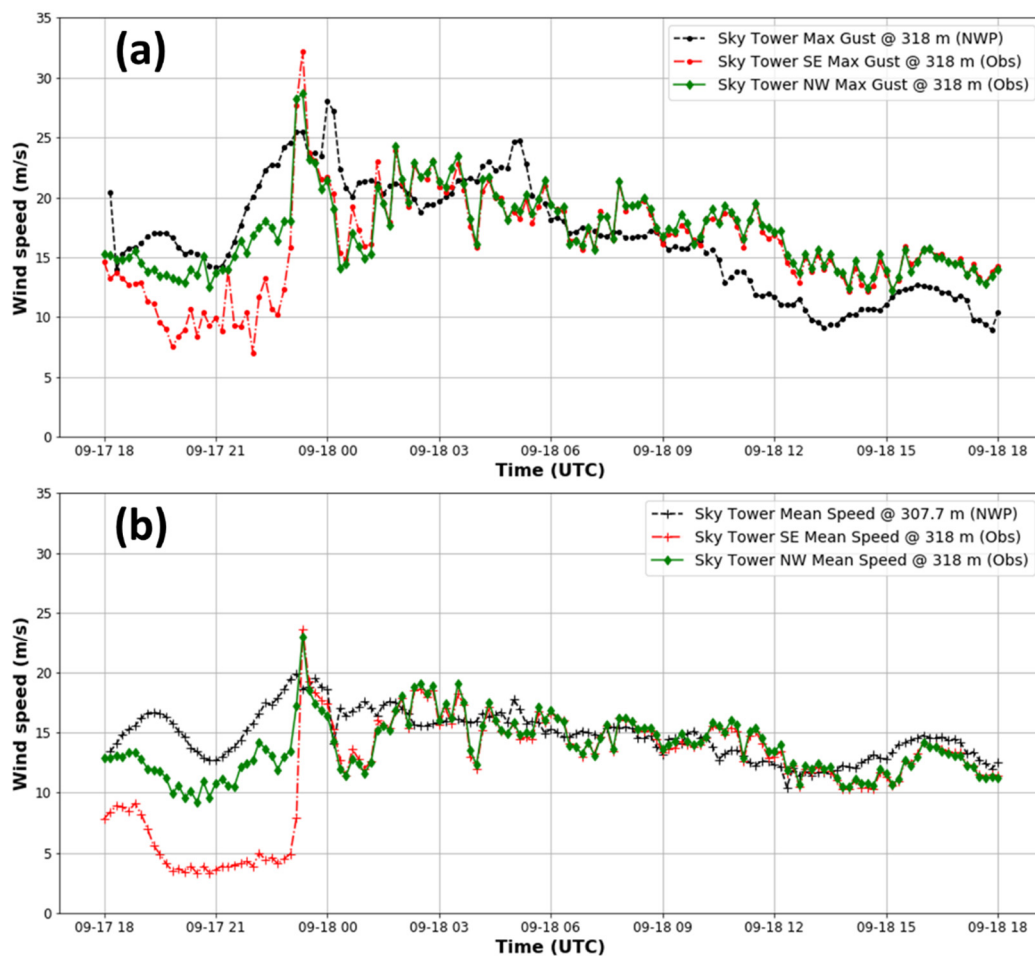 (a)
Sky Tower Max Gust @ 318 m (NWP)
Sky Tower SE Max Gust @ 318 m (Obs)
Sky Tower NW Max Gust @ 318 m (Obs)
Wind speed (m/s)
35
30
25
20
15
10
5
0
09-17 18 09-17 21 09-18 00 09-18 03 09-18 06 09-18 09 09-18 12 09-18 15 09-18 18
Time (UTC)
(b)
Sky Tower Mean Speed @ 307.7 m (NWP)
Sky Tower SE Mean Speed @ 318 m (Obs)
Sky Tower NW Mean Speed @ 318 m (Obs)
Wind speed (m/s)
35
30
25
20
15
10
5
0
09-17 18 09-17 21 09-18 00 09-18 03 09-18 06 09-18 09 09-18 12 09-18 15 09-18 18
Time (UTC)